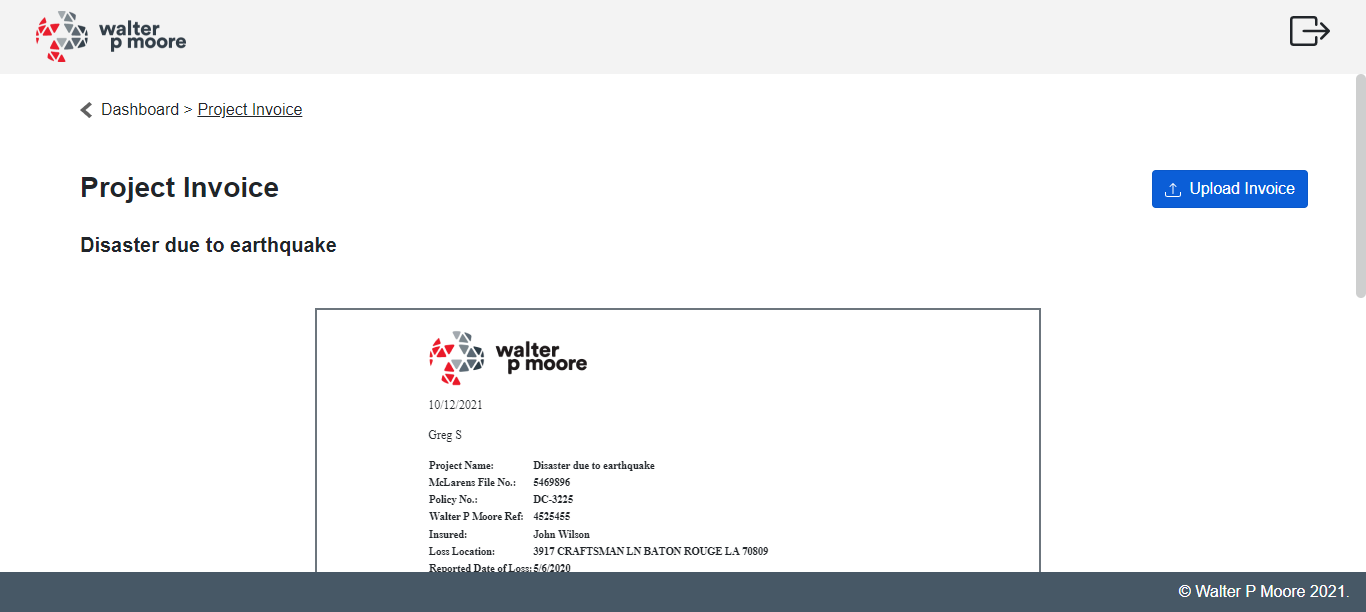 walter
p moore
Dashboard > Project Invoice
Project Invoice
Upload Invoice
Disaster due to earthquake
walter
p moore
10/12/2021
Greg S
Project Name: Disaster due to earthquake
McLarens File No.: 5469896
Policy No.: DC-3225
Walter P Moore Ref: 4525455
Insured: John Wilson
Loss Location: 3917 CRAFTSMAN LN BATON ROUGE LA 70809
Reported Date of Loss: 5/6/2020
© Walter P Moore 2021.